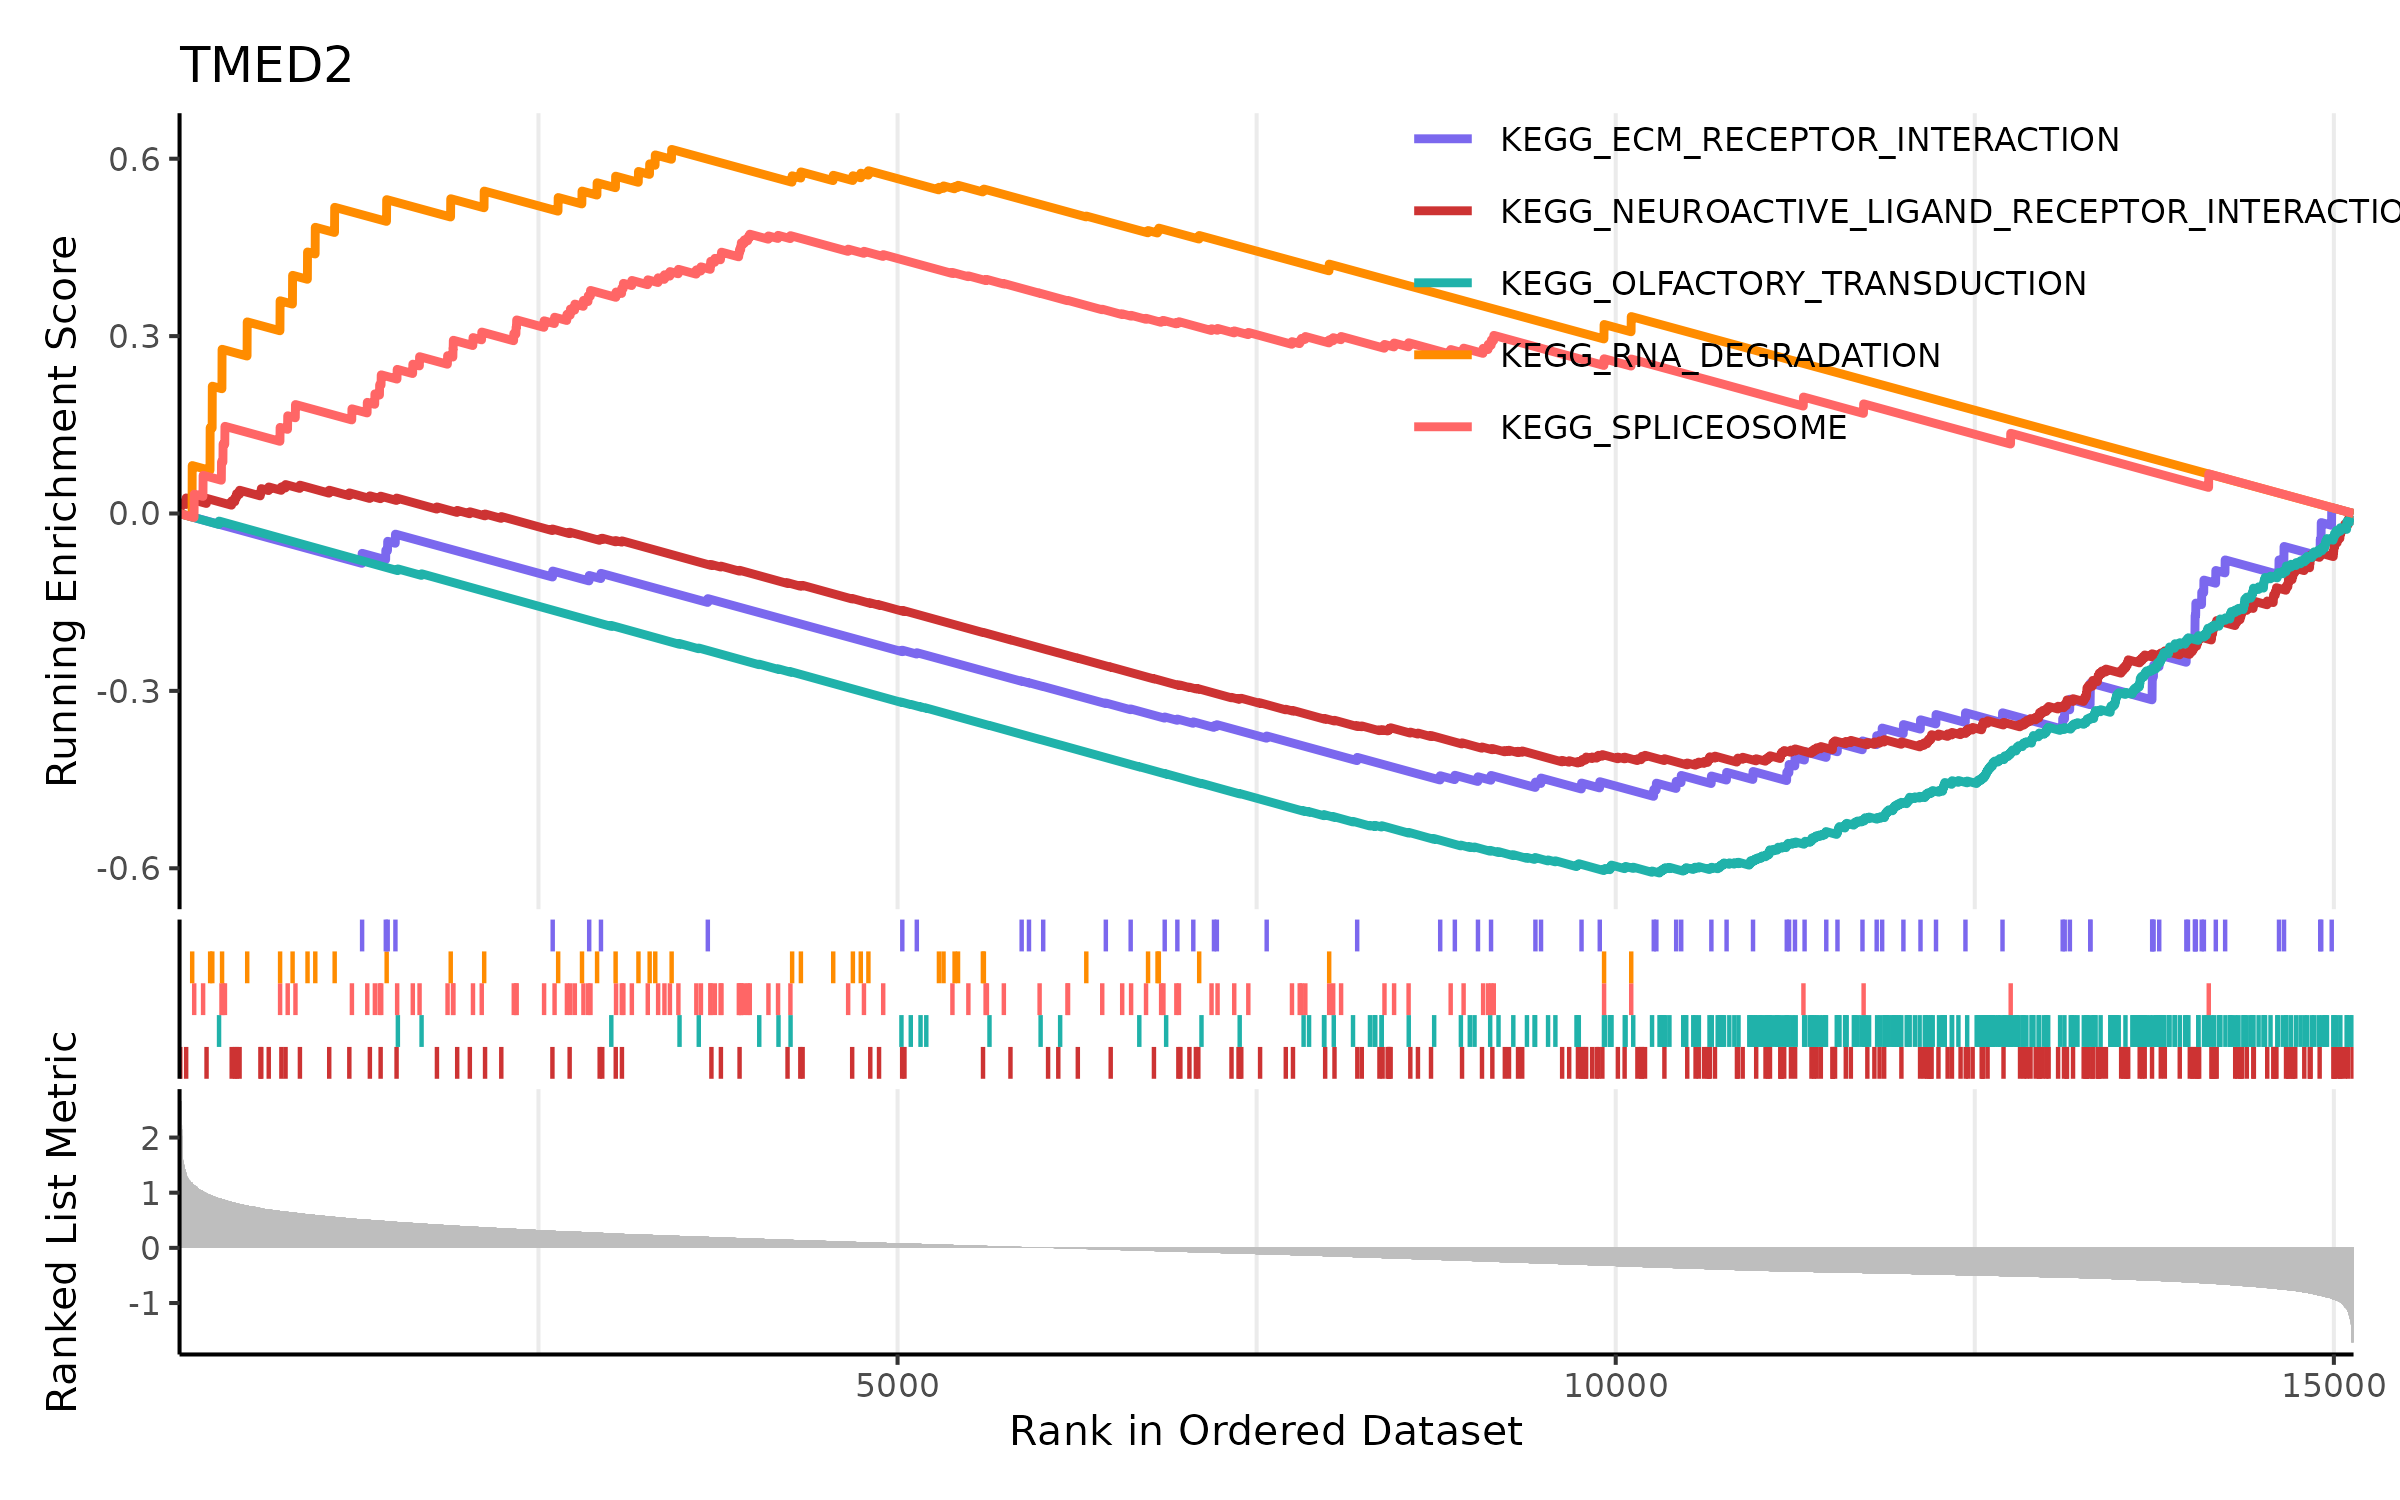 TMED2
Running Enrichment Score
0.6
0.3
0.0
-0.3
-0.6
KEGG_ECM_RECEPTOR_INTERACTION
KEGG_NEUROACTIVE_LIGAND_RECEPTOR_INTERACTIO
KEGG_OLFACTORY_TRANSDUCTION
KEGG_RNA_DEGRADATION
KEGG_SPLICEOSOME
Ranked List Metric
2
1
0
-1
5000
10000
15000
Rank in Ordered Dataset